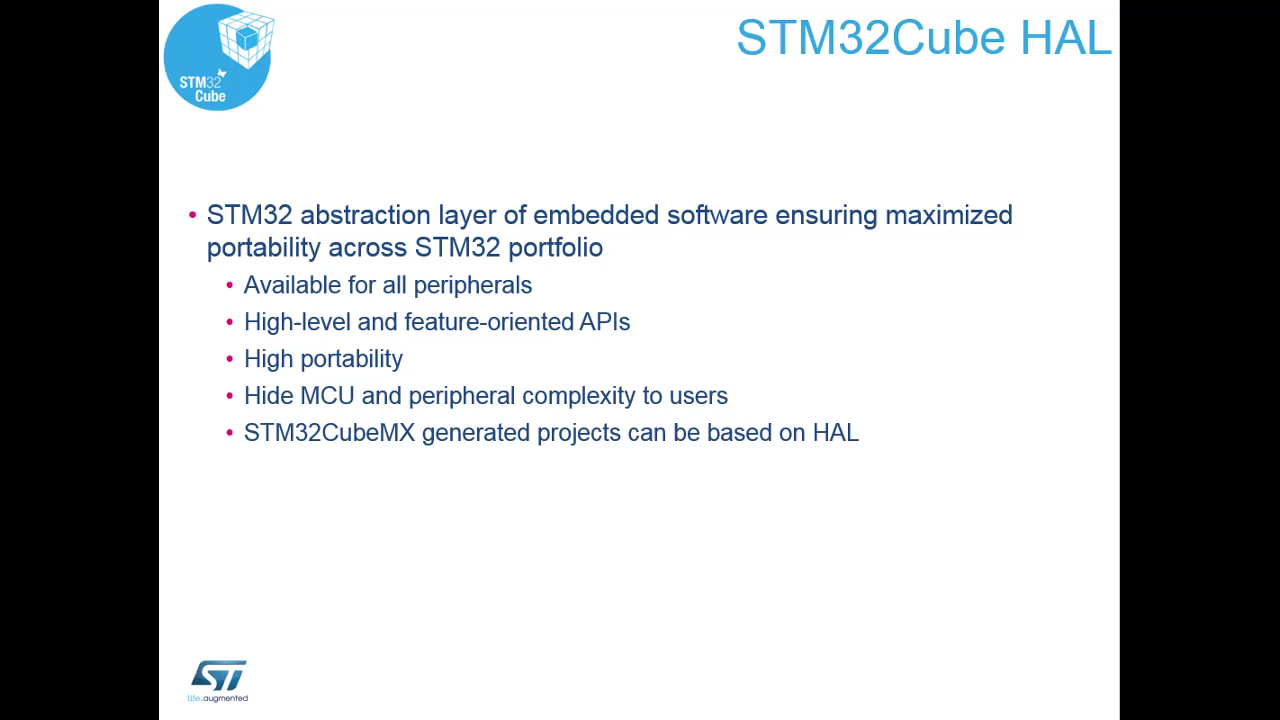 STM32 Cube
STM32Cube HAL
• STM32 abstraction layer of embedded software ensuring maximized
portability across STM32 portfolio
• Available for all peripherals
• High-level and feature-oriented APIs
• High portability
• Hide MCU and peripheral complexity to users
• STM32CubeMX generated projects can be based on HAL
ST
life.augmented